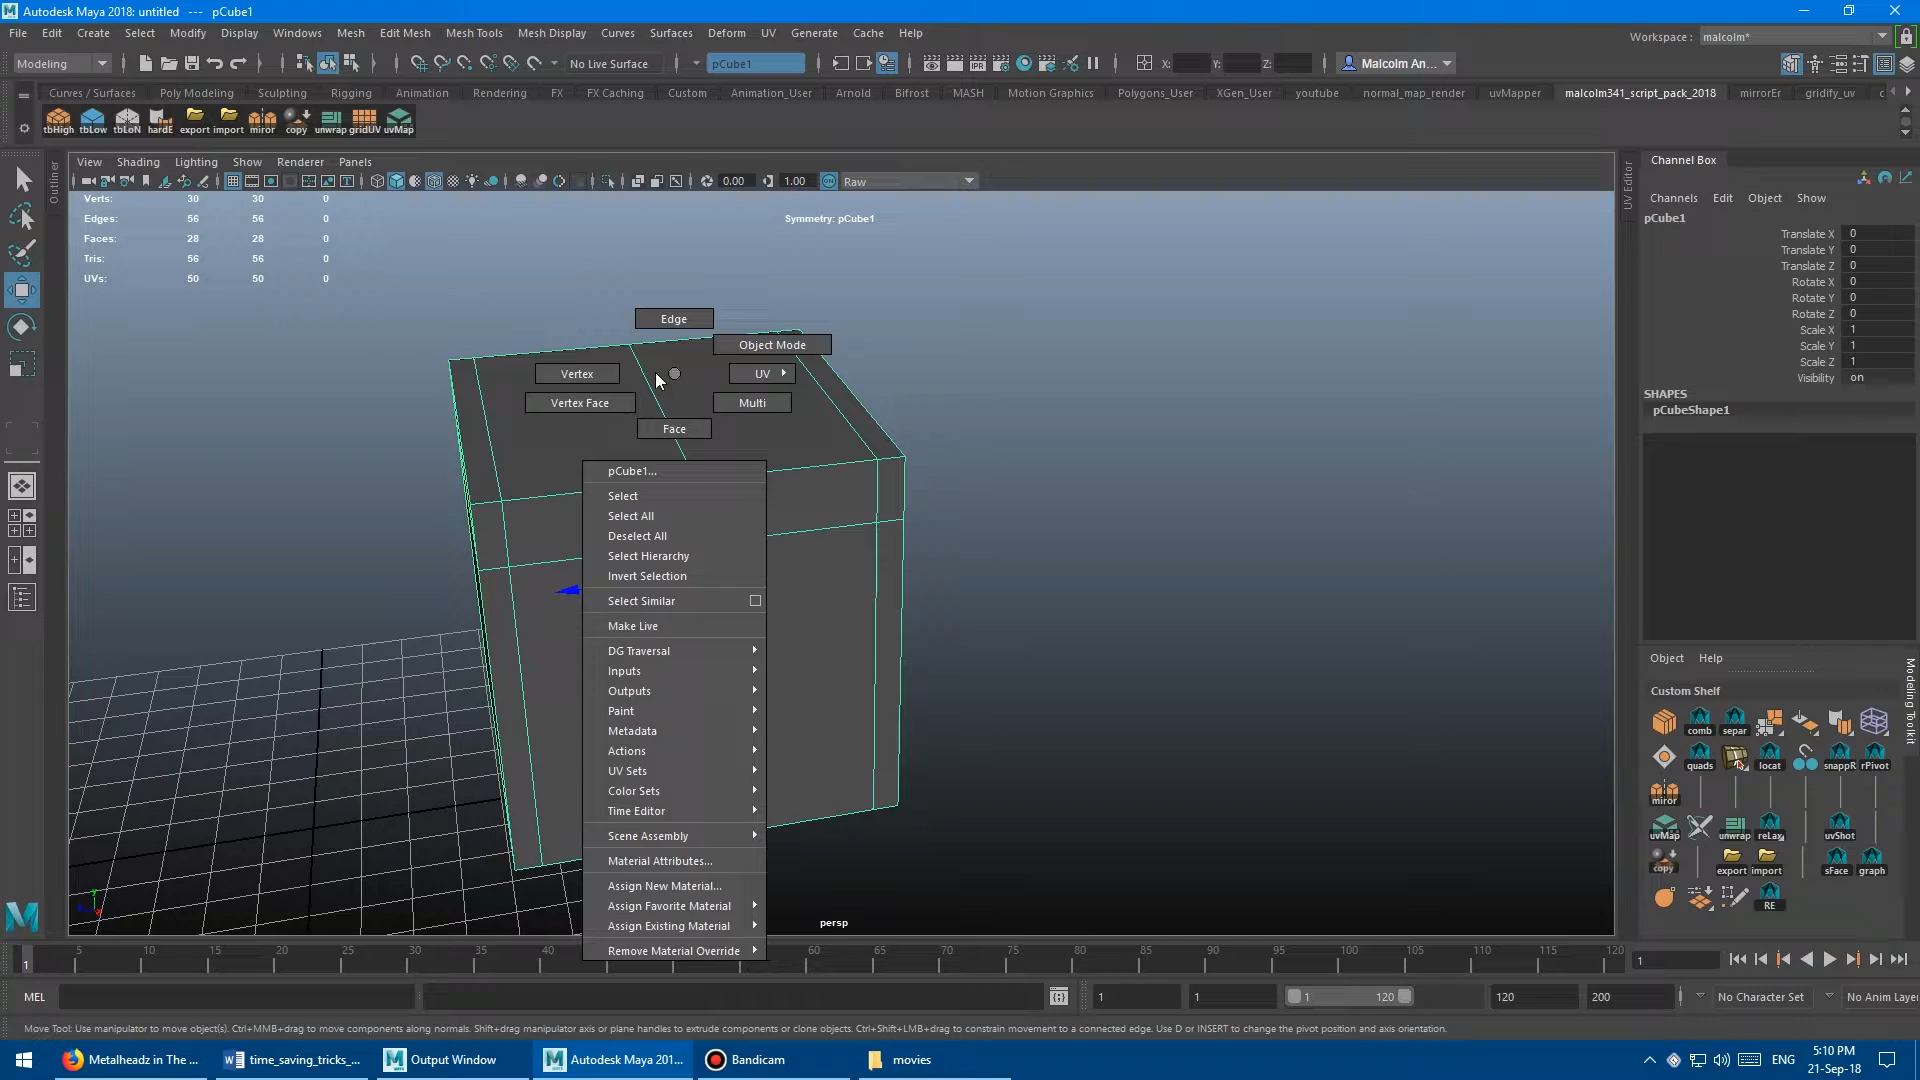 Autodesk Maya 2018: untitled --- pCube1
File Edit Create Select Modify Display Windows Mesh Edit Mesh Mesh Tools Mesh Display Curves Surfaces Deform UV Generate Cache Help
Workspace : malcolm*
Modeling No Live Surface pCube1 X: Y: Z: Malcolm An...
Curves / Surfaces Poly Modeling Sculpting Rigging Animation Rendering FX FX Caching Custom Animation_User Arnold Bifrost MASH Motion Graphics Polygons_User XGen_User youtube normal_map_render uvMapper malcolm341_script_pack_2018 mirrorEr gridify_uv c
tbHigh tbLow tbLoN hardE export import miror copy unwrap gridUV uvMap
View Shading Lighting Show Renderer Panels
0.00 1.00 ON Raw
Outliner
UV Editor
Verts: 30 30 0
Edges: 56 56 0
Faces: 28 28 0
Tris: 56 56 0
UVs: 50 50 0
Symmetry: pCube1
Edge
Object Mode
Vertex UV
Vertex Face Multi
Face
pCube1...
Select
Select All
Deselect All
Select Hierarchy
Invert Selection
Select Similar
Make Live
DG Traversal
Inputs
Outputs
Paint
Metadata
Actions
UV Sets
Color Sets
Time Editor
Scene Assembly
Material Attributes...
Assign New Material...
Assign Favorite Material
Assign Existing Material
Remove Material Override
y
persp
Channel Box
Channels Edit Object Show
pCube1
Translate X 0
Translate Y 0
Translate Z 0
Rotate X 0
Rotate Y 0
Rotate Z 0
Scale X 1
Scale Y 1
Scale Z 1
Visibility on
SHAPES
pCubeShape1
Object Help
Custom Shelf
Modeling Toolkit
comb separ
quads locat snappR rPivot
miror
uvMap unwrap reLax uvShot
copy export import sFace graph
RE
5 10 15 20 25 30 35 40 60 65 70 75 80 85 90 95 100 105 110 115 120
1
1
MEL
1 1 1 120 120 200 No Character Set No Anim Layer
Move Tool: Use manipulator to move object(s). Ctrl+MMB+drag to move components along normals. Shift+drag manipulator axis or plane handles to extrude components or clone objects. Ctrl+Shift+LMB+drag to constrain movement to a connected edge. Use D or INSERT to change the pivot position and axis orientation.
Metalheadz in The ... time_saving_tricks_... Output Window Autodesk Maya 201... Bandicam movies
ENG
5:10 PM
21-Sep-18